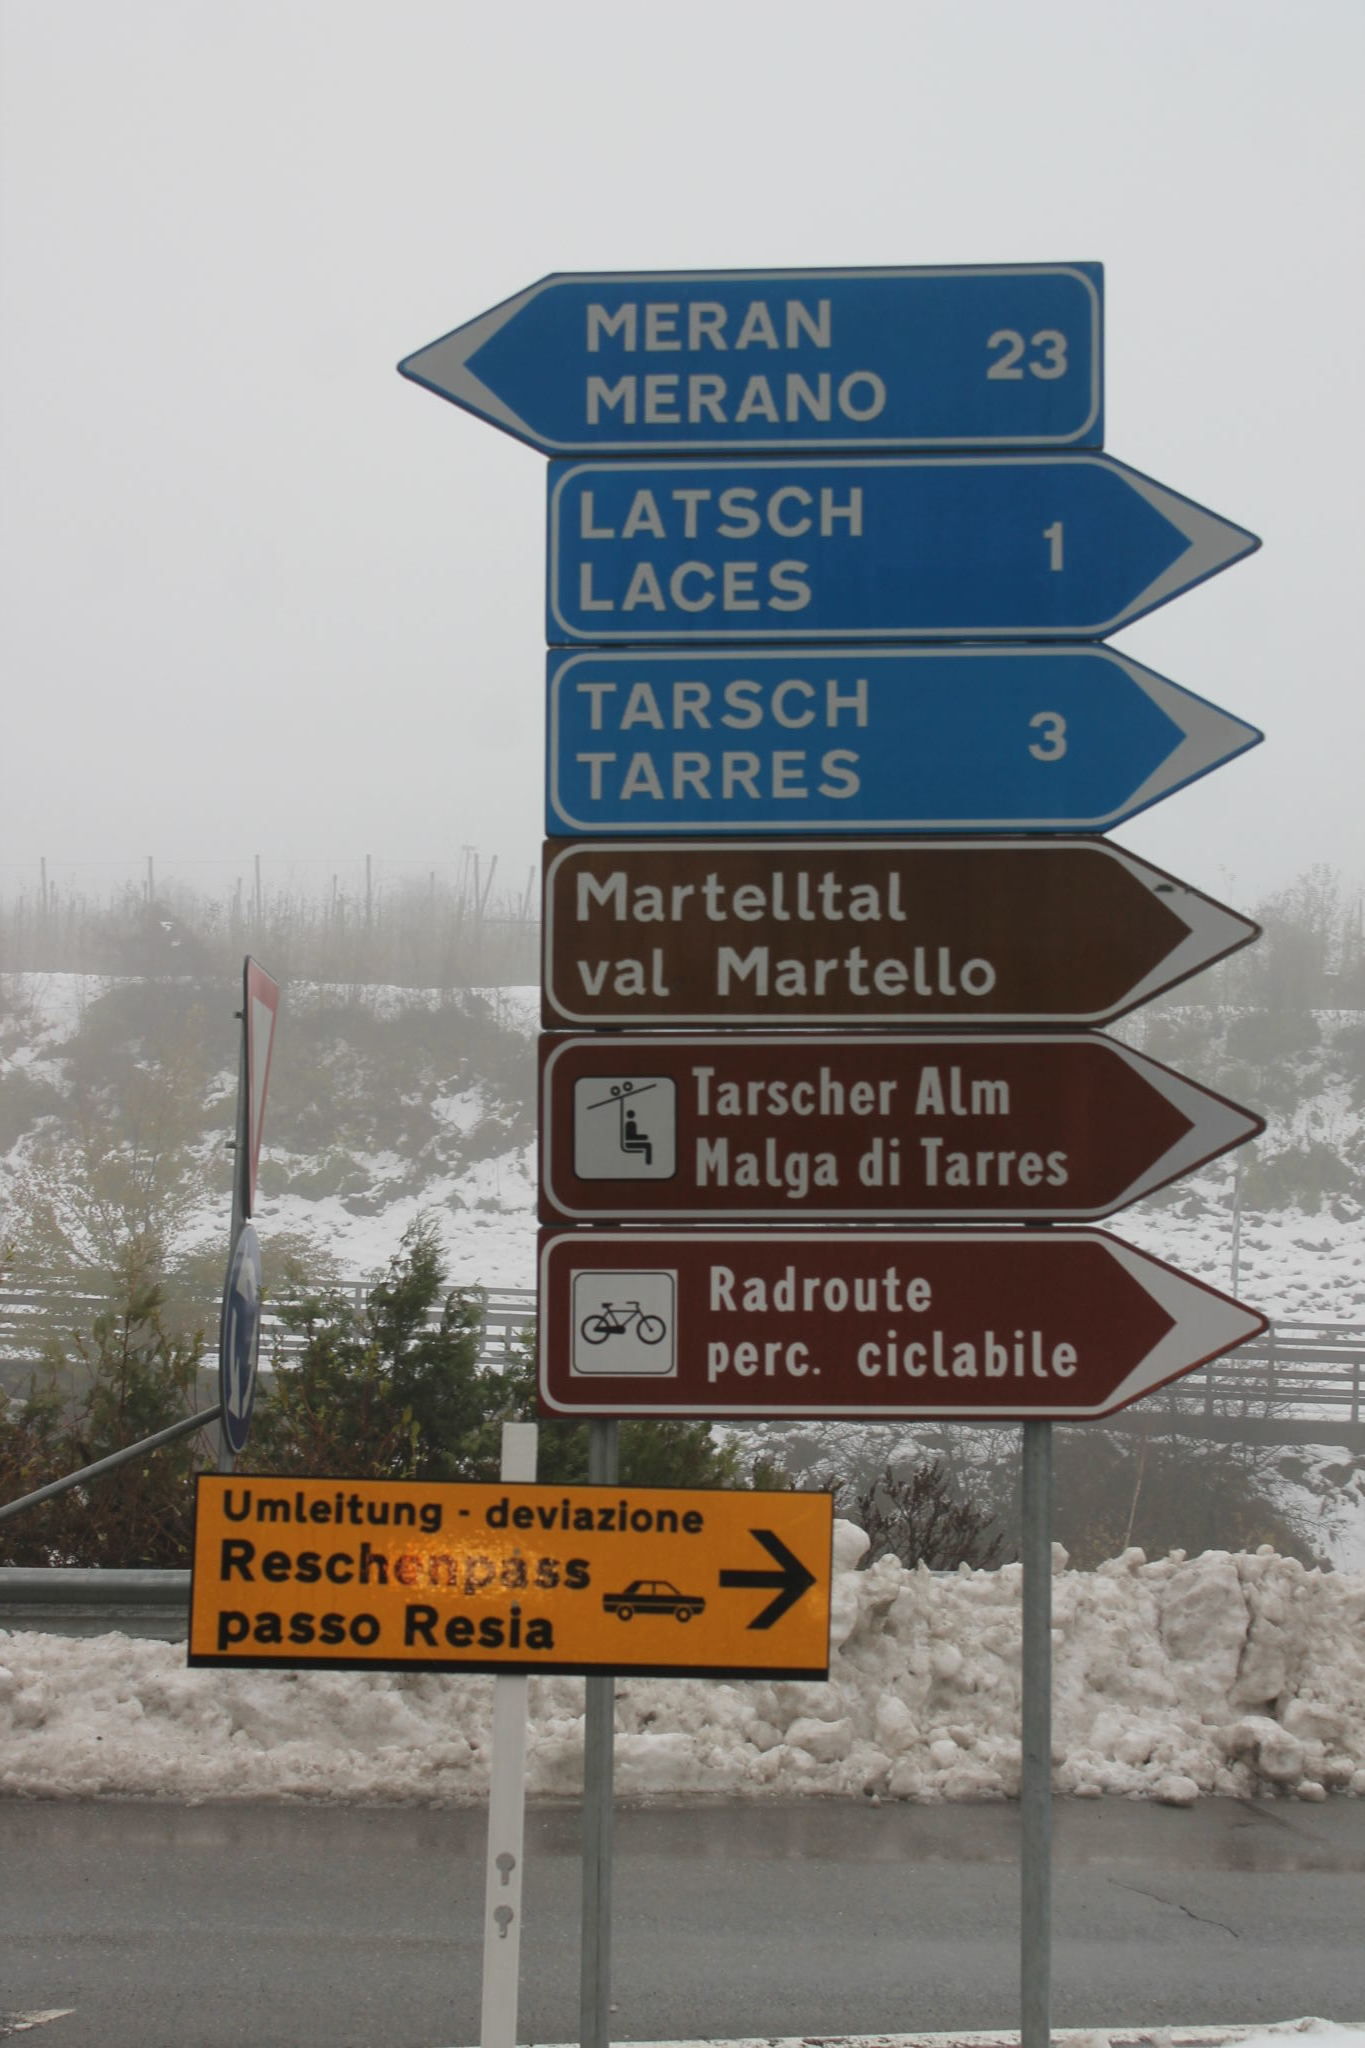 MERAN
MERANO 23
LATSCH
LACES 1
TARSCH
TARRES 3
Martelltal
val Martello
Tarscher Alm
Malga di Tarres
Radroute
perc. ciclabile
Umleitung - deviazione
Reschenpass
passo Resia